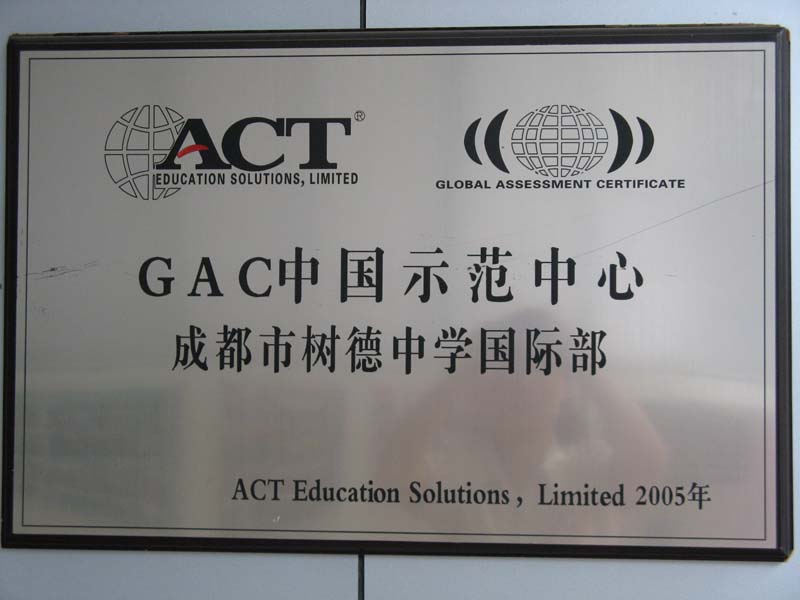 ACT®
EDUCATION SOLUTIONS, LIMITED
GLOBAL ASSESSMENT CERTIFICATE
GAC中国示范中心
成都市树德中学国际部
ACT Education Solutions, Limited 2005年